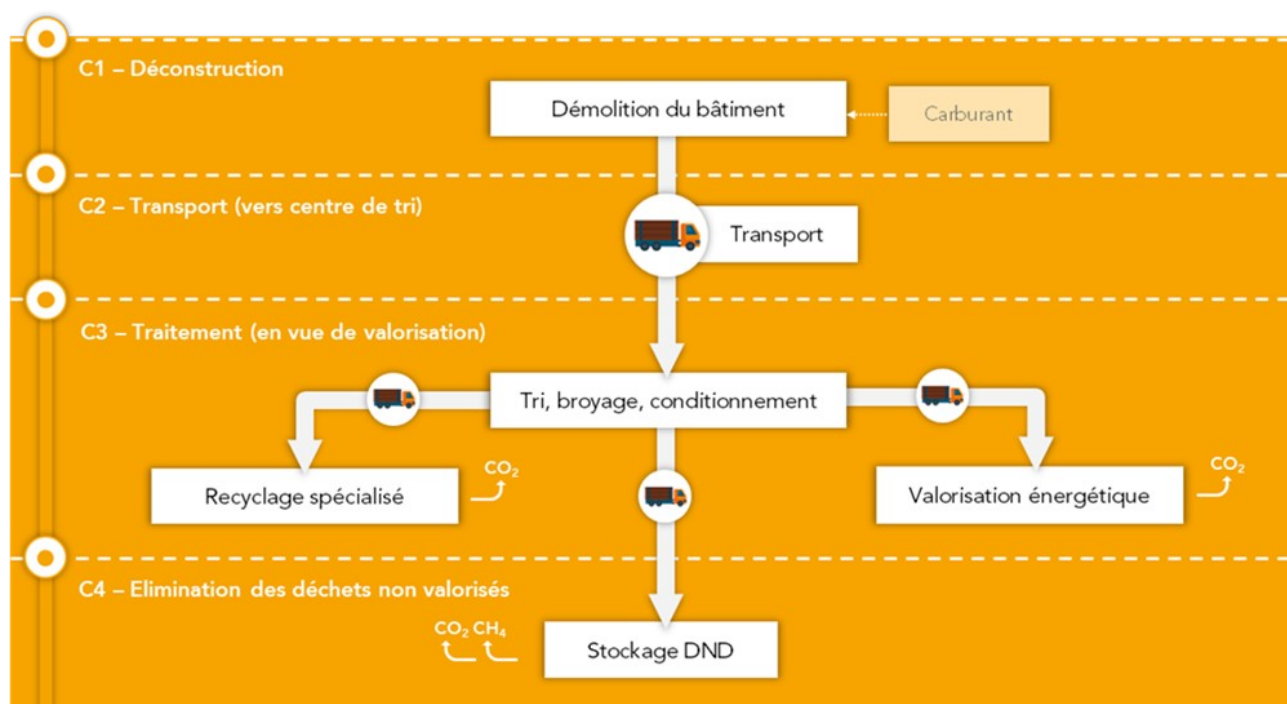 C1 – Déconstruction
Démolition du bâtiment
Carburant
C2 – Transport (vers centre de tri)
Transport
C3 – Traitement (en vue de valorisation)
Tri, broyage, conditionnement
Recyclage spécialisé
CO₂
Valorisation énergétique
CO₂
C4 – Elimination des déchets non valorisés
CO₂ CH₄
Stockage DND